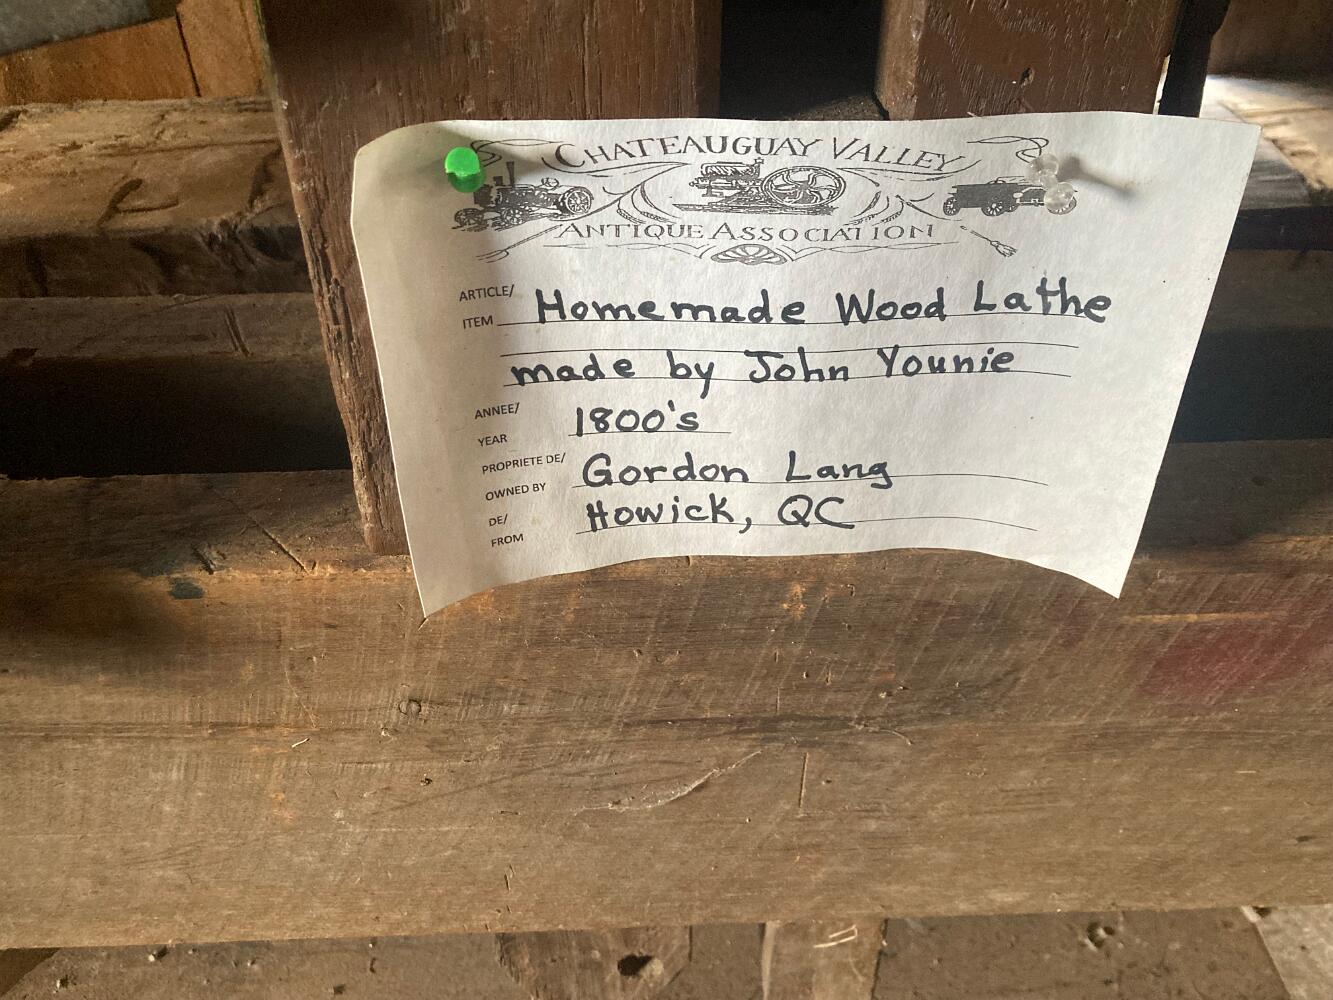 CHATEAUGUAY VALLEY
ANTIQUE ASSOCIATION
ARTICLE/
ITEM Homemade Wood Lathe
made by John Younie
ANNEE/
YEAR 1800's
PROPRIETE DE/
OWNED BY Gordon Lang
DE/
FROM Howick, QC